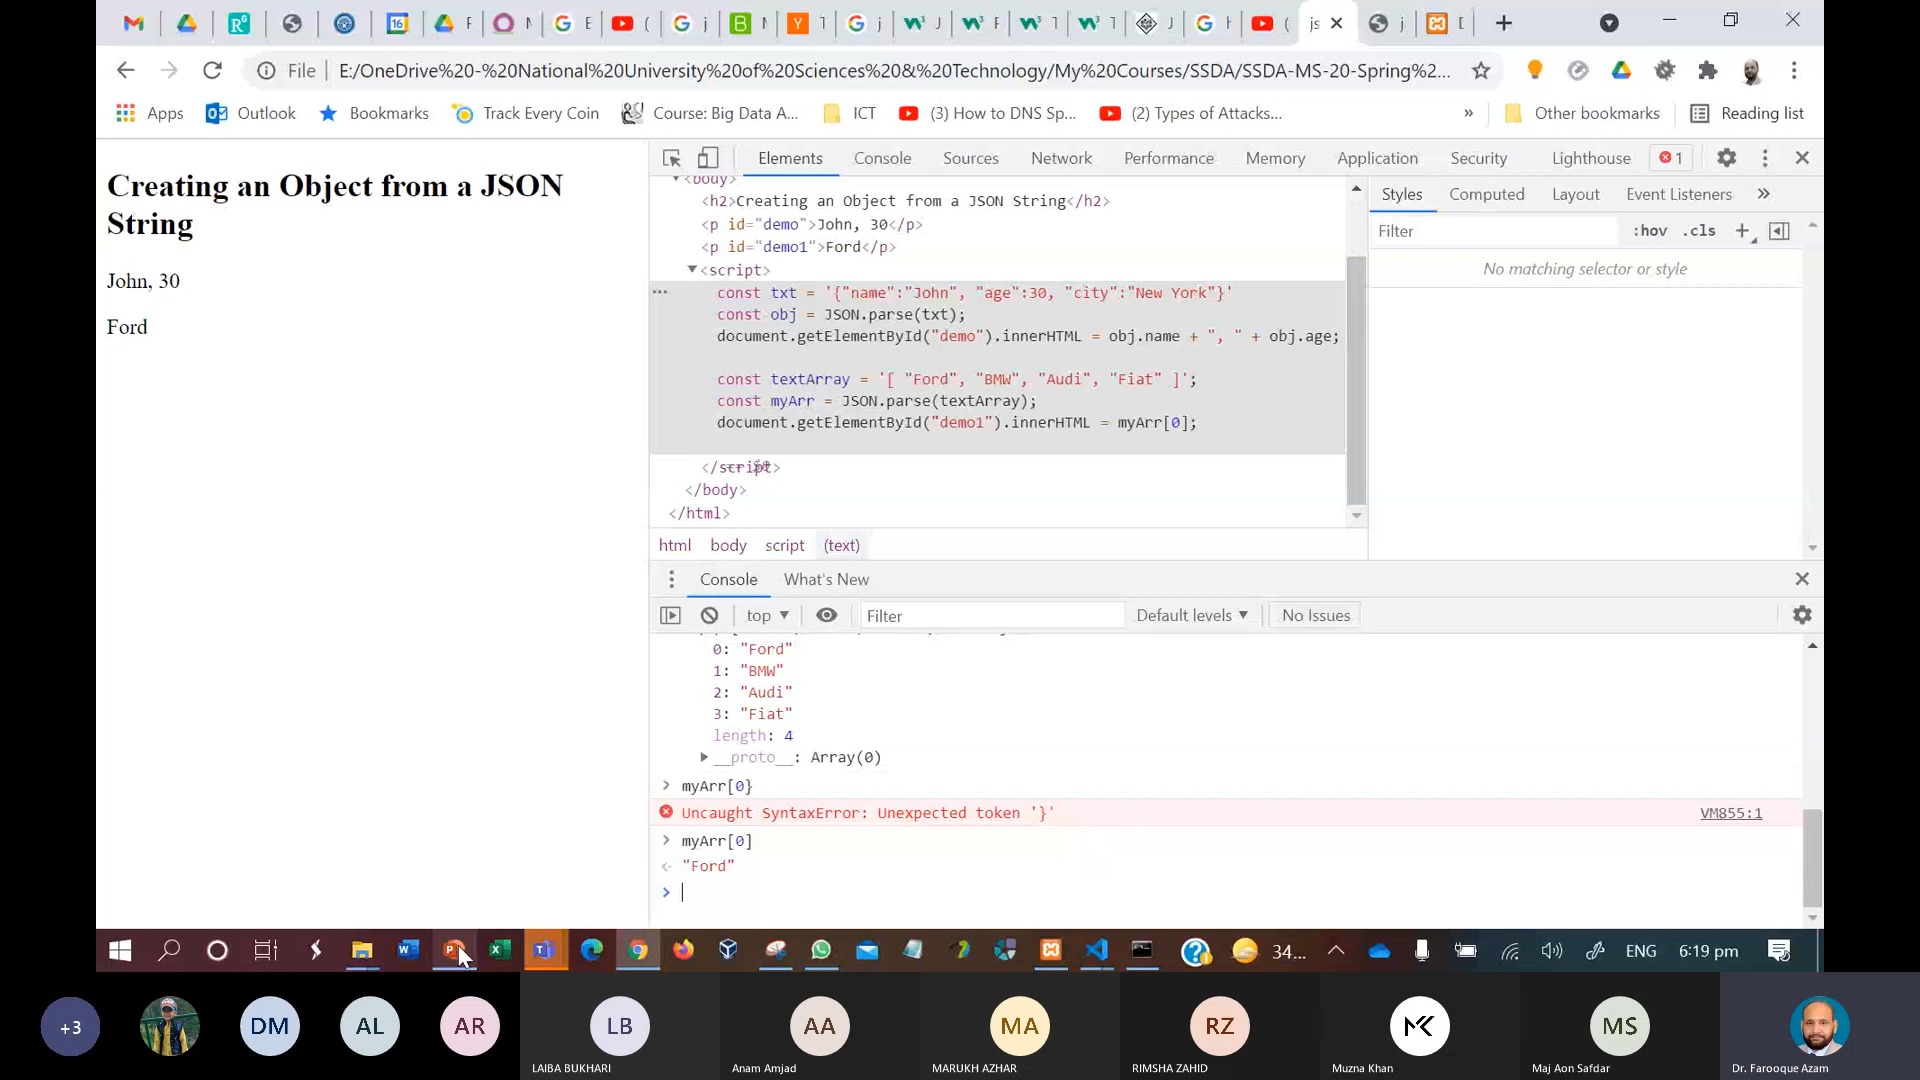 File
E:/OneDrive%20-%20National%20University%20of%20Sciences%20&%20Technology/My%20Courses/SSDA/SSDA-MS-20-Spring%2...
Apps
Outlook
Bookmarks
Track Every Coin
Course: Big Data A...
ICT
(3) How to DNS Sp...
(2) Types of Attacks...
»
Other bookmarks
Reading list
Creating an Object from a JSON
String
John, 30
Ford
Elements
Console
Sources
Network
Performance
Memory
Application
Security
Lighthouse
1
<body>
<h2>Creating an Object from a JSON String</h2>
<p id="demo">John, 30</p>
<p id="demo1">Ford</p>
<script>
const txt = '{"name":"John", "age":30, "city":"New York"}'
const obj = JSON.parse(txt);
document.getElementById("demo").innerHTML = obj.name + ", " + obj.age;
const textArray = '[ "Ford", "BMW", "Audi", "Fiat" ]';
const myArr = JSON.parse(textArray);
document.getElementById("demo1").innerHTML = myArr[0];
</script>
</body>
</html>
html
body
script
(text)
Styles
Computed
Layout
Event Listeners
»
Filter
:hov
.cls
+
No matching selector or style
Console
What's New
top
Filter
Default levels
No Issues
0: "Ford"
1: "BMW"
2: "Audi"
3: "Fiat"
length: 4
__proto__: Array(0)
> myArr[0}
Uncaught SyntaxError: Unexpected token '}'
VM855:1
> myArr[0]
"Ford"
>
34...
ENG
6:19 pm
+3
DM
AL
AR
LB
LAIBA BUKHARI
AA
Anam Amjad
MA
MARUKH AZHAR
RZ
RIMSHA ZAHID
MK
Muzna Khan
MS
Maj Aon Safdar
Dr. Farooque Azam